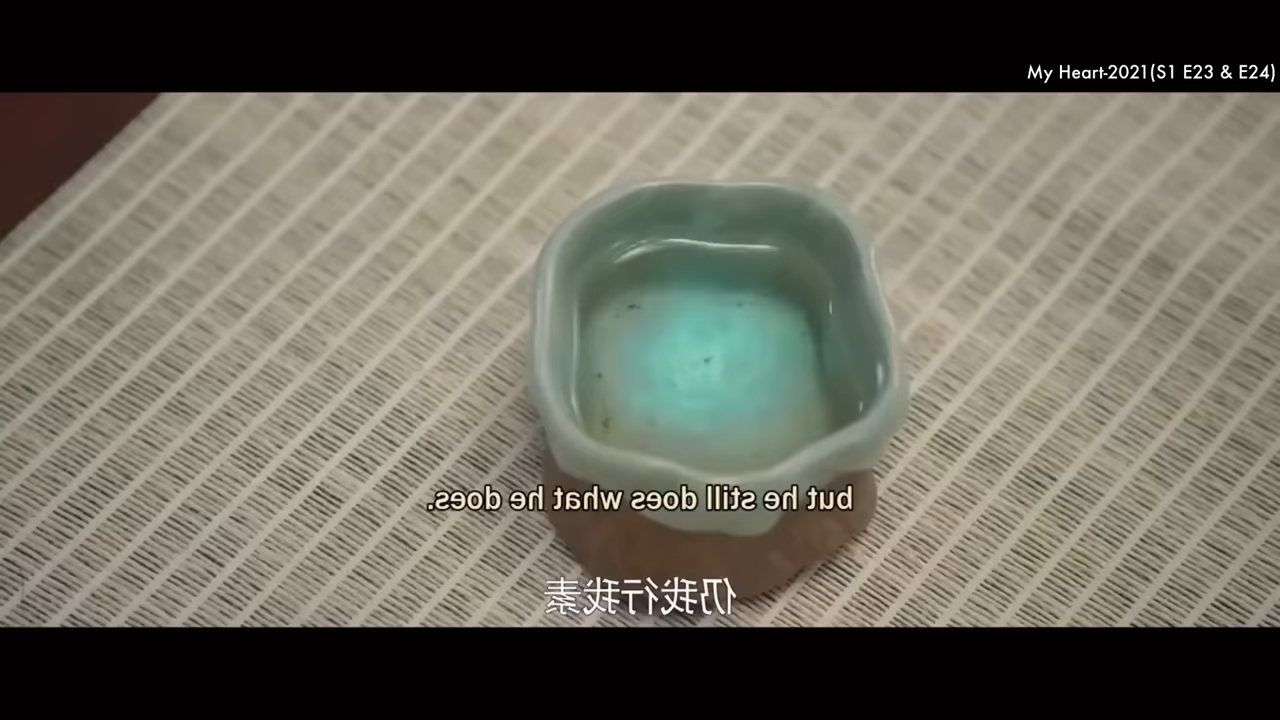 My Heart-2021(S1 E23 & E24)
but he still does what he does.
仍我行我素